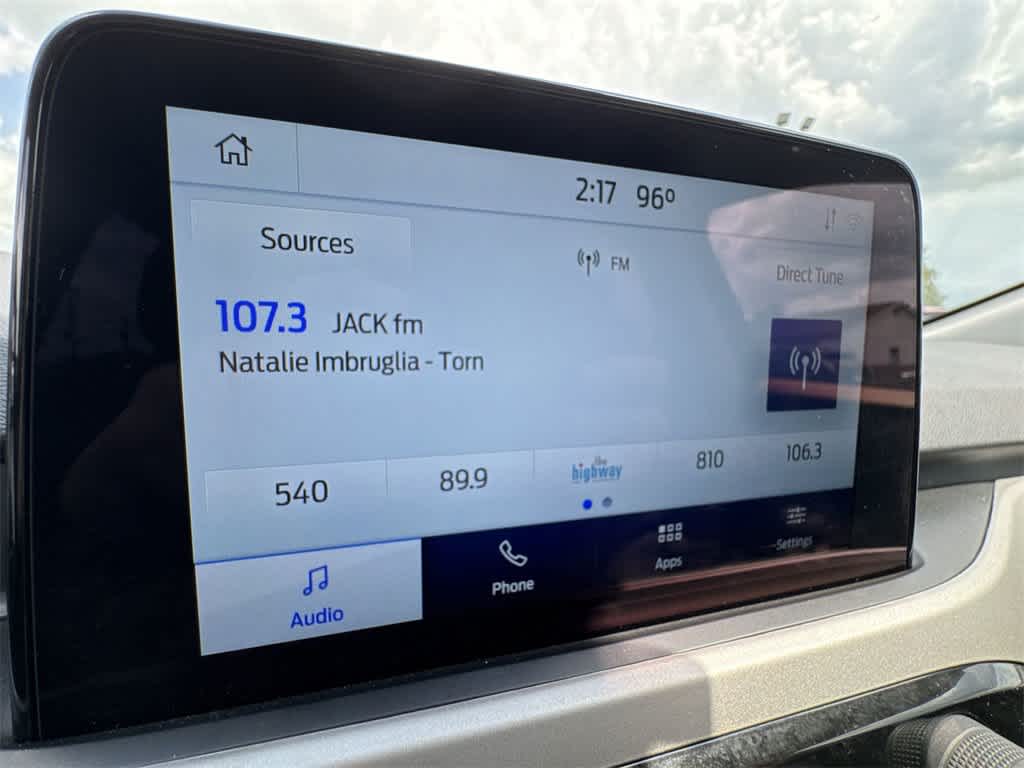 2:17 96°
Sources
FM
Direct Tune
107.3 JACK fm
Natalie Imbruglia - Torn
540 89.9 the highway 810 106.3
Audio Phone Apps Settings